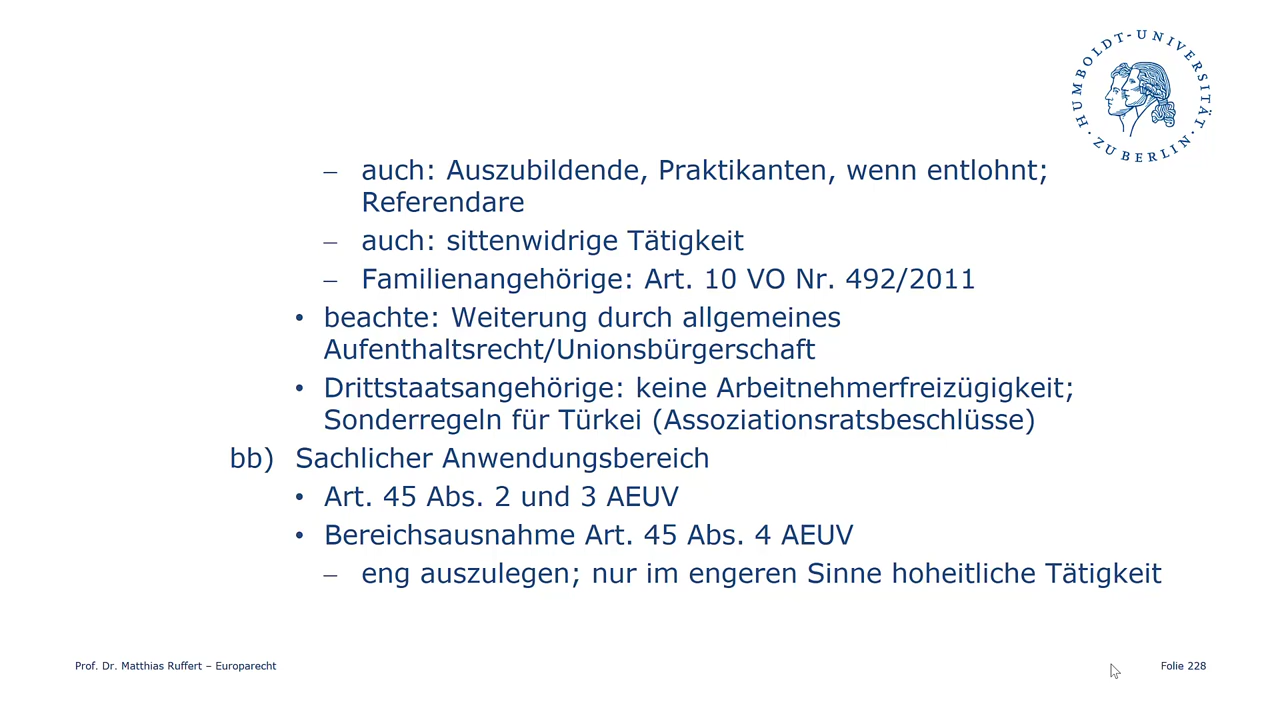 HUMBOLDT-UNIVERSITÄT
· ZU BERLIN ·
– auch: Auszubildende, Praktikanten, wenn entlohnt;
Referendare
– auch: sittenwidrige Tätigkeit
– Familienangehörige: Art. 10 VO Nr. 492/2011
• beachte: Weiterung durch allgemeines
Aufenthaltsrecht/Unionsbürgerschaft
• Drittstaatsangehörige: keine Arbeitnehmerfreizügigkeit;
Sonderregeln für Türkei (Assoziationsratsbeschlüsse)
bb) Sachlicher Anwendungsbereich
• Art. 45 Abs. 2 und 3 AEUV
• Bereichsausnahme Art. 45 Abs. 4 AEUV
– eng auszulegen; nur im engeren Sinne hoheitliche Tätigkeit
Prof. Dr. Matthias Ruffert – Europarecht
Folie 228